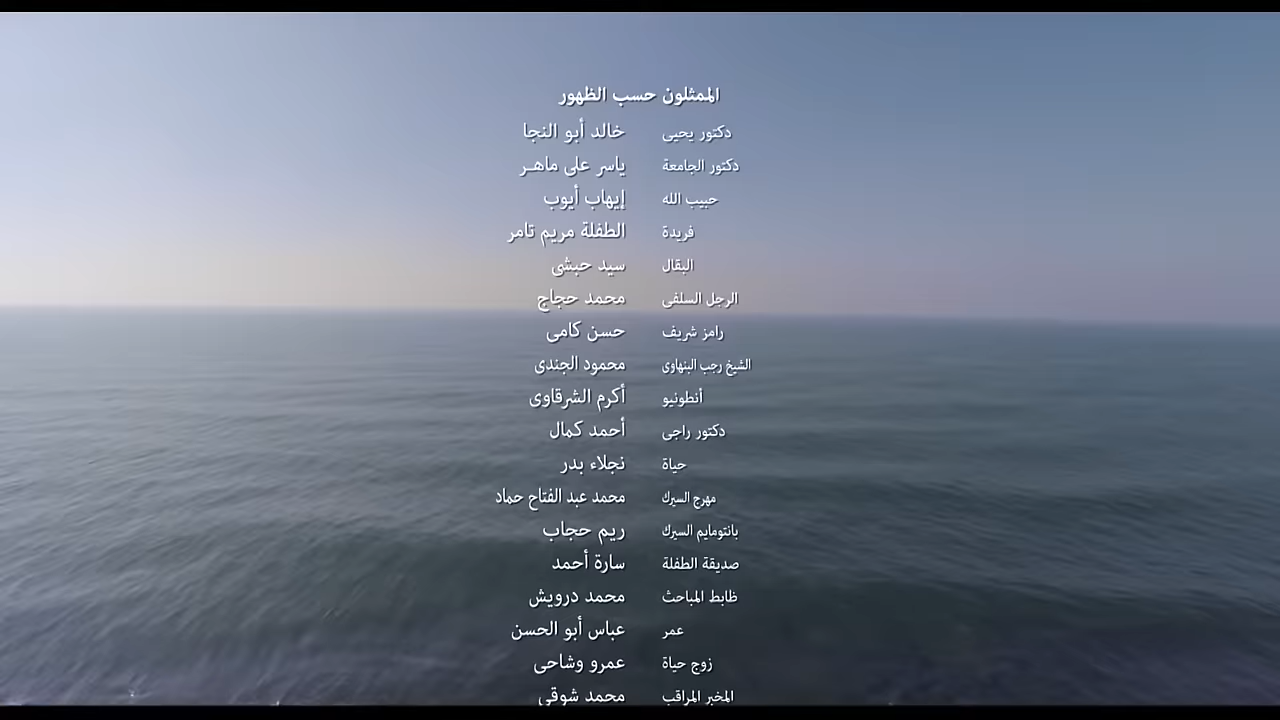 الممثلون حسب الظهور
دكتور يحيى خالد أبو النجا
دكتور الجامعة ياسر على ماهـر
حبيب الله إيهاب أيوب
فريدة الطفلة مريم تامر
البقال سيد حبشى
الرجل السلفى محمد حجاج
رامز شريف حسن كامى
الشيخ رجب البنهاوى محمود الجندى
أنطونيو أكرم الشرقاوى
دكتور راجى أحمد كمال
حياة نجلاء بدر
مهرج السيرك محمد عبد الفتاح حماد
بانتومايم السيرك ريم حجاب
صديقة الطفلة سارة أحمد
ظابط المباحث محمد درويش
عمر عباس أبو الحسن
زوج حياة عمرو وشاحى
المخبر المراقب محمد شوقى